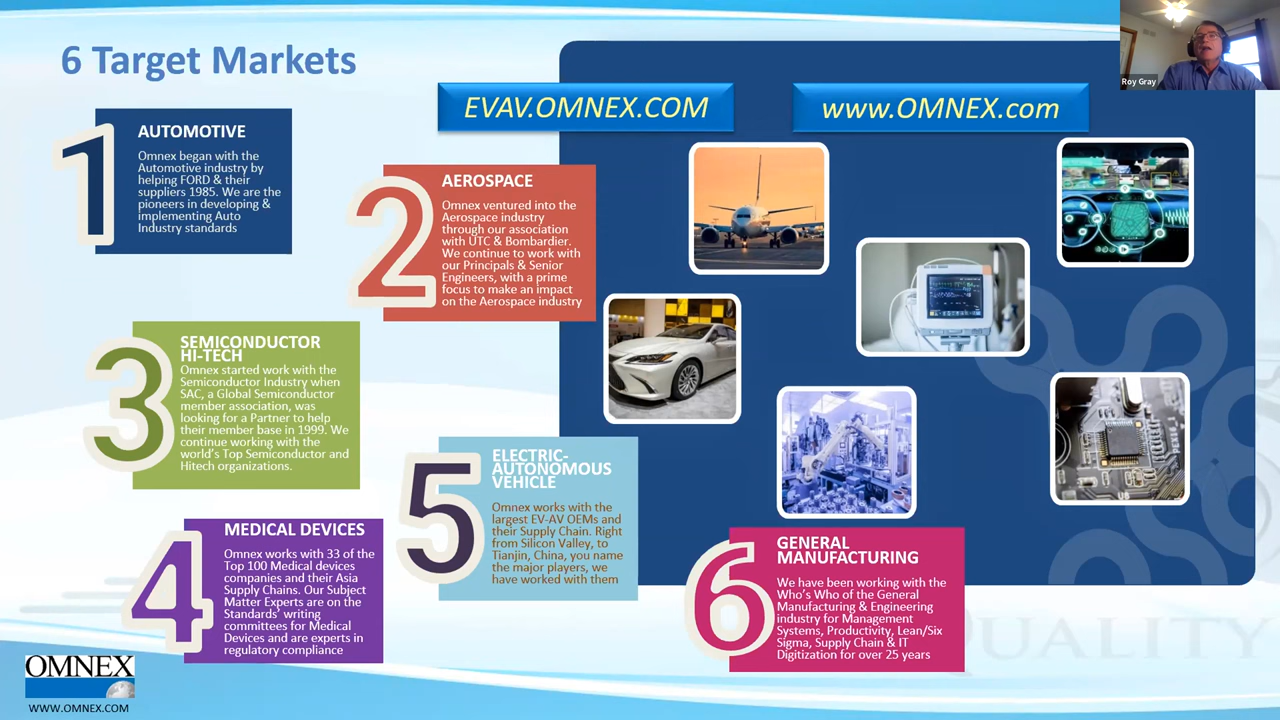 6 Target Markets
Roy Gray
EVAV.OMNEX.COM
www.OMNEX.com
1
AUTOMOTIVE
Omnex began with the
Automotive industry by
helping FORD & their
suppliers 1985. We are the
pioneers in developing &
implementing Auto
Industry standards
2
AEROSPACE
Omnex ventured into the
Aerospace industry
through our association
with UTC & Bombardier.
We continue to work with
our Principals & Senior
Engineers, with a prime
focus to make an impact
on the Aerospace industry
3
SEMICONDUCTOR
HI-TECH
Omnex started work with the
Semiconductor Industry when
SAC, a Global Semiconductor
member association, was
looking for a Partner to help
their member base in 1999. We
continue working with the
world's Top Semiconductor and
Hitech organizations.
4
MEDICAL DEVICES
Omnex works with 33 of the
Top 100 Medical devices
companies and their Asia
Supply Chains. Our Subject
Matter Experts are on the
Standards' writing
committees for Medical
Devices and are experts in
regulatory compliance
5
ELECTRIC-
AUTONOMOUS
VEHICLE
Omnex works with the
largest EV-AV OEMs and
their Supply Chain. Right
from Silicon Valley, to
Tianjin, China, you name
the major players, we
have worked with them
6
GENERAL
MANUFACTURING
We have been working with the
Who's Who of the General
Manufacturing & Engineering
industry for Management
Systems, Productivity, Lean/Six
Sigma, Supply Chain & IT
Digitization for over 25 years
QUALITY
OMNEX
WWW.OMNEX.COM